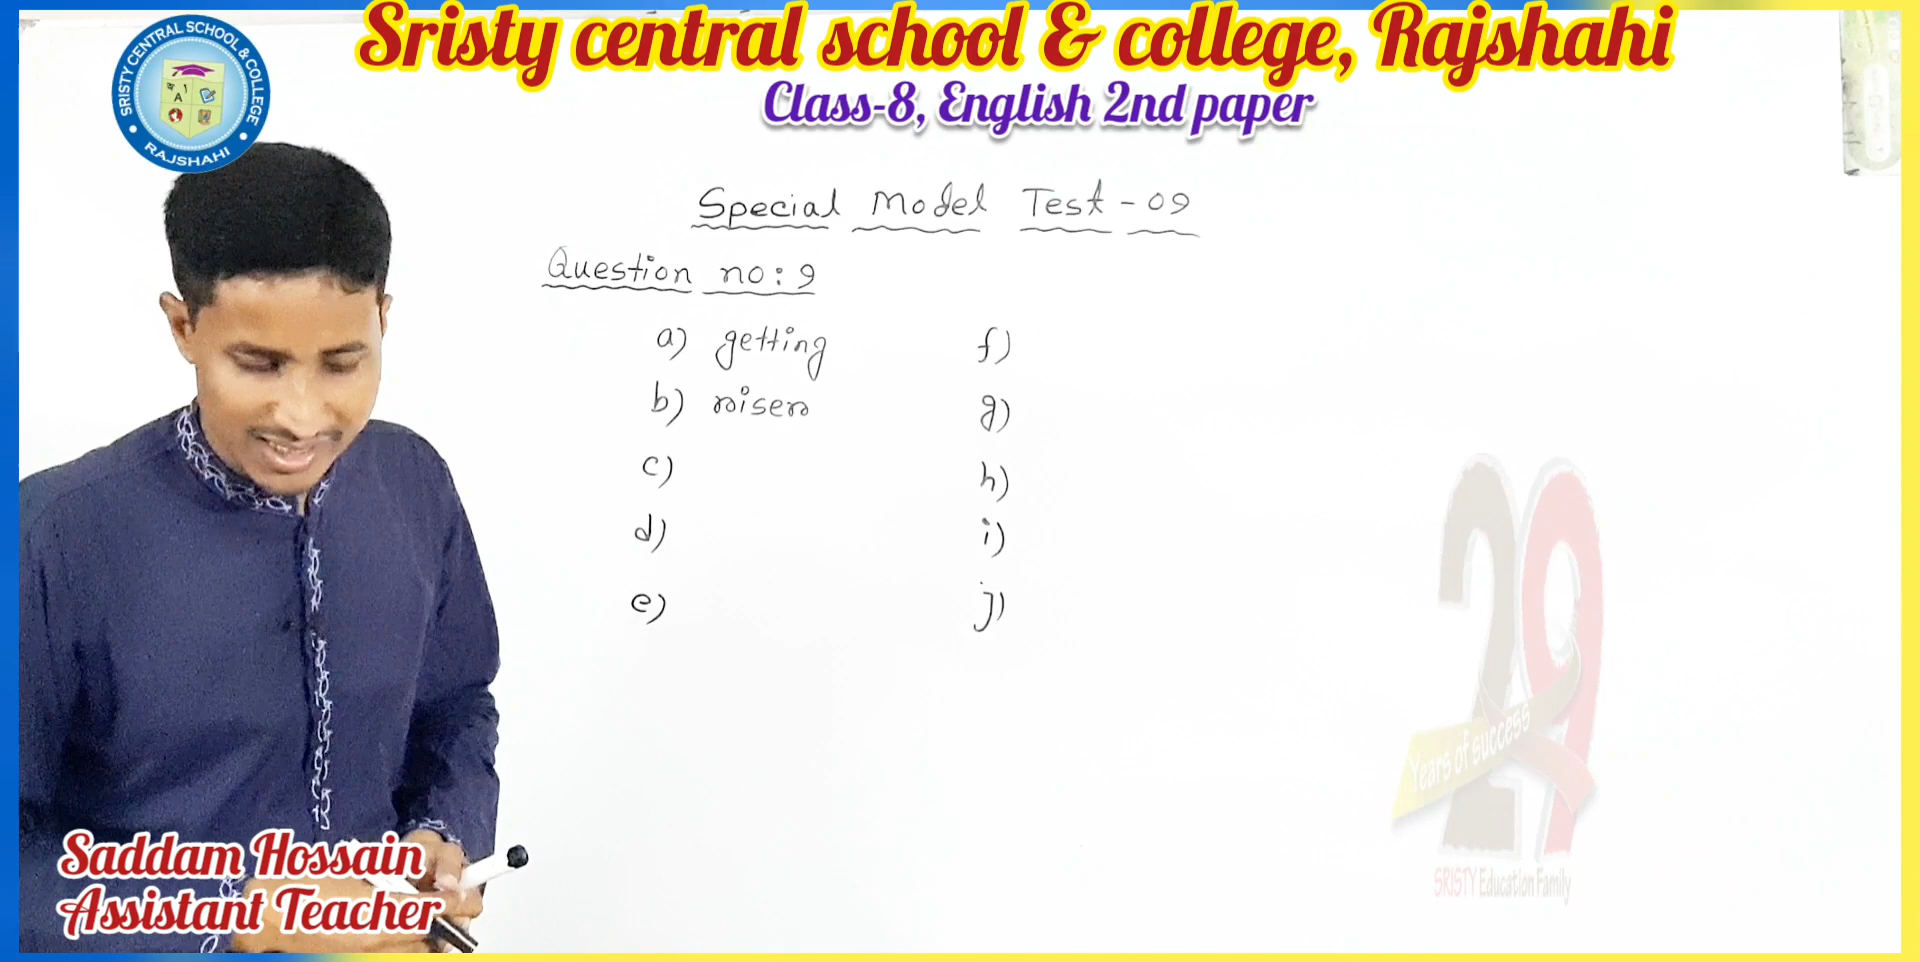 Sristy central school & college, Rajshahi
Class-8, English 2nd paper
SRISTY CENTRAL SCHOOL & COLLEGE
A
RAJSHAHI
Special Model Test - 09
Question no: 9
a) getting
b) risen
c)
d)
e)
f)
g)
h)
i)
j)
29
Years of success
SRISTY Education Family
Saddam Hossain
Assistant Teacher